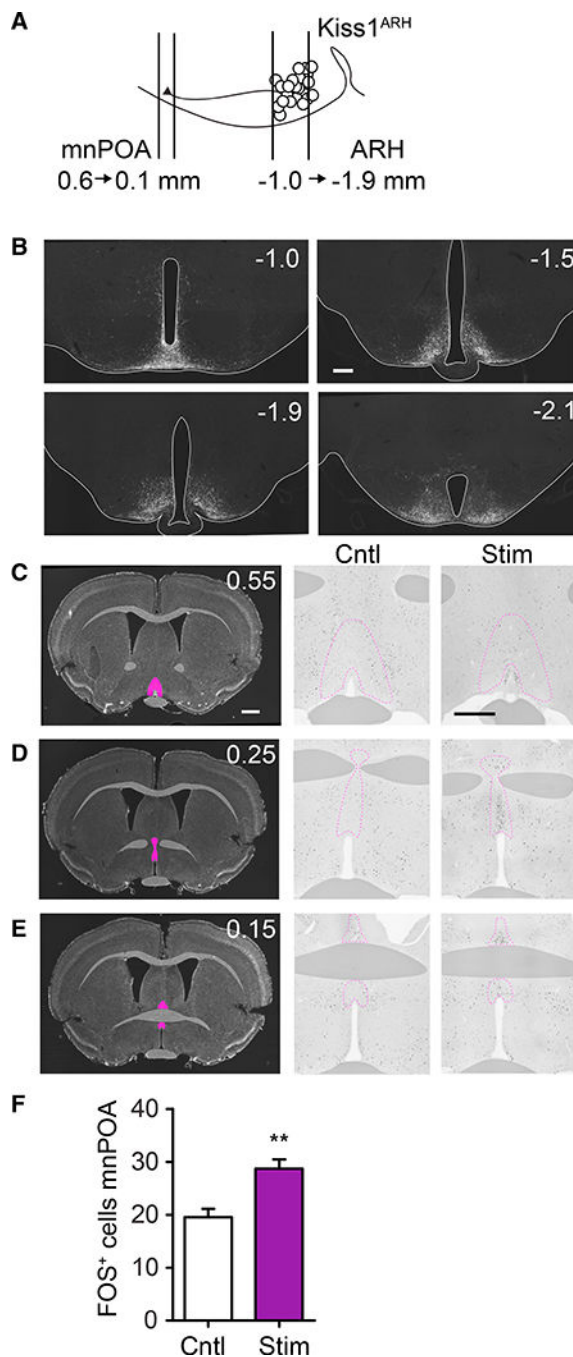 A
Kiss1ARH
mnPOA ARH
0.6→0.1 mm -1.0 → -1.9 mm
B
-1.0 -1.5
-1.9 -2.1
Cntl Stim
C
0.55
D
0.25
E
0.15
F
FOS+ cells mnPOA
40
30
20
10
0
**
Cntl Stim